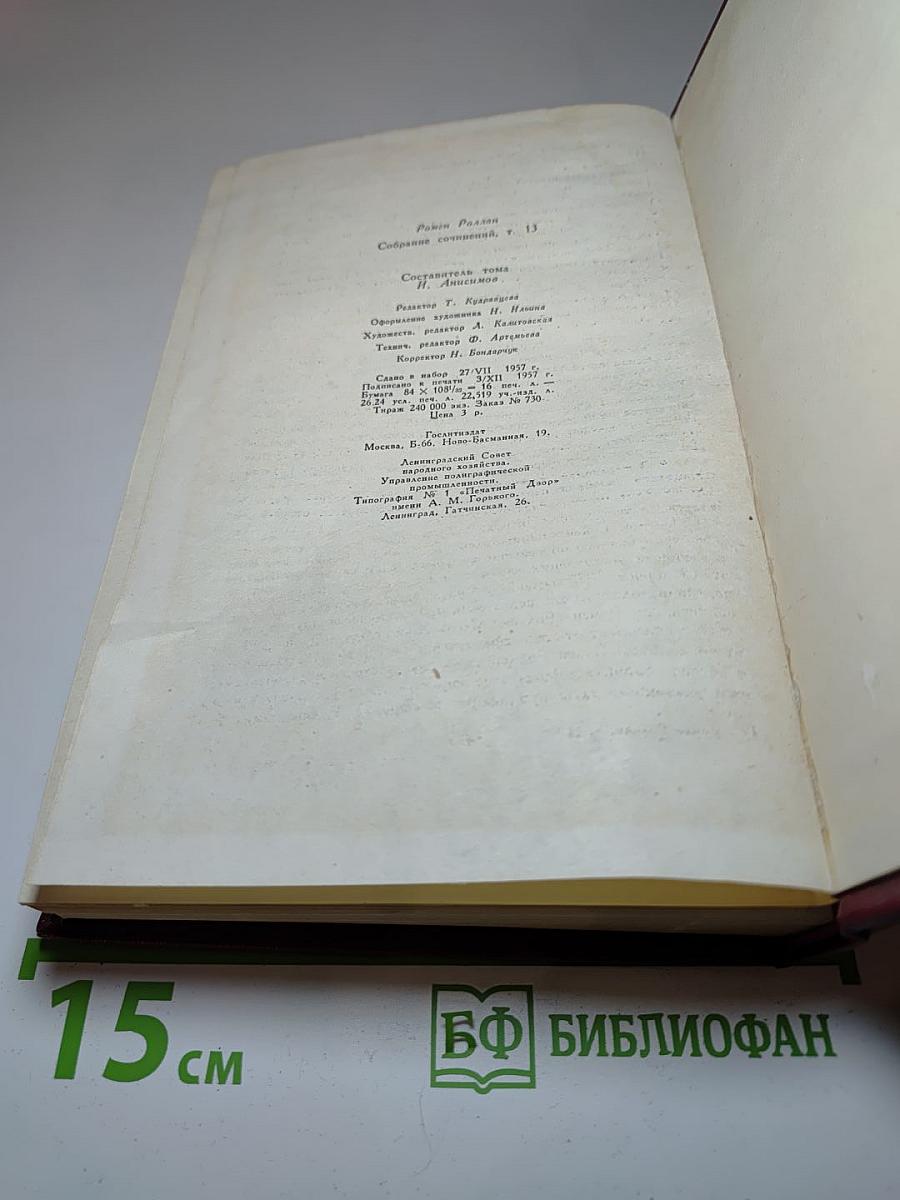 Ромен Роллан
Собрание сочинений, т. 13
Составитель тома
И. Анисимов
Редактор Т. Кудрявцева
Оформление художника Н. Ильина
Художеств. редактор Л. Калитовская
Технич. редактор Ф. Артемьева
Корректор Н. Бондарчук
Сдано в набор 27/VII 1957 г.
Подписано к печати 3/XII 1957 г.
Бумага 84 × 108¹/₃₂ = 16 печ. л. —
26,24 усл. печ. л. 22,519 уч.-изд. л.
Тираж 240 000 экз. Заказ № 730.
Цена 3 р.
Гослитиздат
Москва, Б-66, Ново-Басманная, 19.
Ленинградский Совет
народного хозяйства.
Управление полиграфической
промышленности.
Типография № 1 «Печатный Двор»
имени А. М. Горького.
Ленинград, Гатчинская, 26.
15 см
БФ БИБЛИОФАН